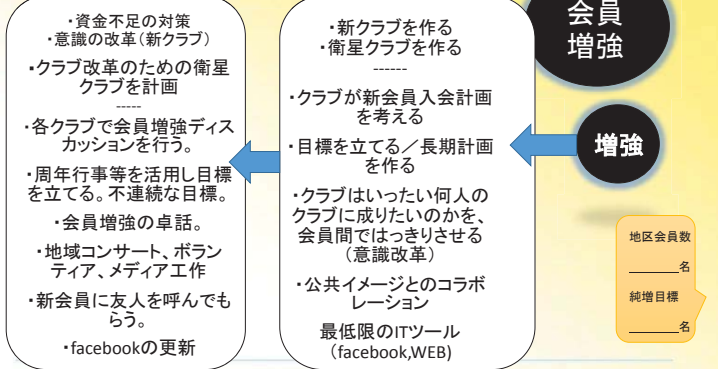 ・資金不足の対策
・意識の改革（新クラブ）
・クラブ改革のための衛星
クラブを計画
-----
・各クラブで会員増強ディス
カッションを行う。
・周年行事等を活用し目標
を立てる。不連続な目標。
・会員増強の卓話。
・地域コンサート、ボラン
ティア、メディア工作
・新会員に友人を呼んでも
らう。
・facebookの更新
・新クラブを作る
・衛星クラブを作る
------
・クラブが新会員入会計画
を考える
・目標を立てる／長期計画
を作る
・クラブはいったい何人の
クラブに成りたいのかを、
会員間ではっきりさせる
（意識改革）
・公共イメージとのコラボ
レーション
最低限のITツール
（facebook,WEB)
会員
増強
増強
地区会員数
______名
純増目標
______名